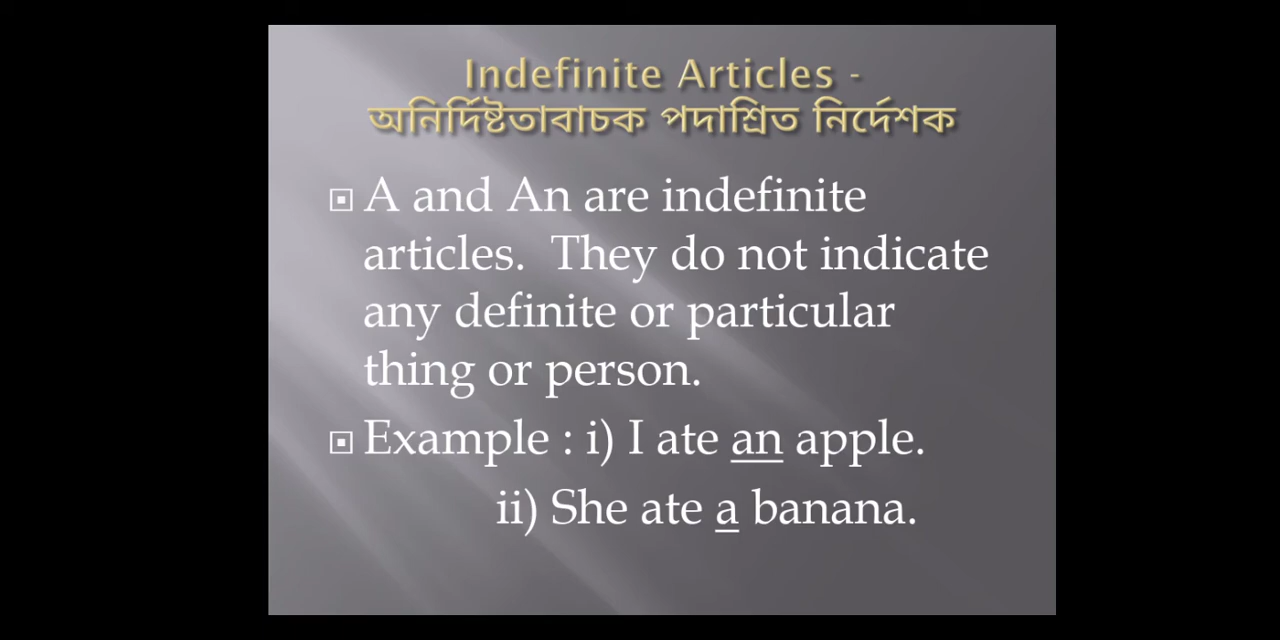 Indefinite Articles -
অনির্দিষ্টতাবাচক পদাশ্রিত নির্দেশক
A and An are indefinite
articles. They do not indicate
any definite or particular
thing or person.
Example : i) I ate an apple.
ii) She ate a banana.